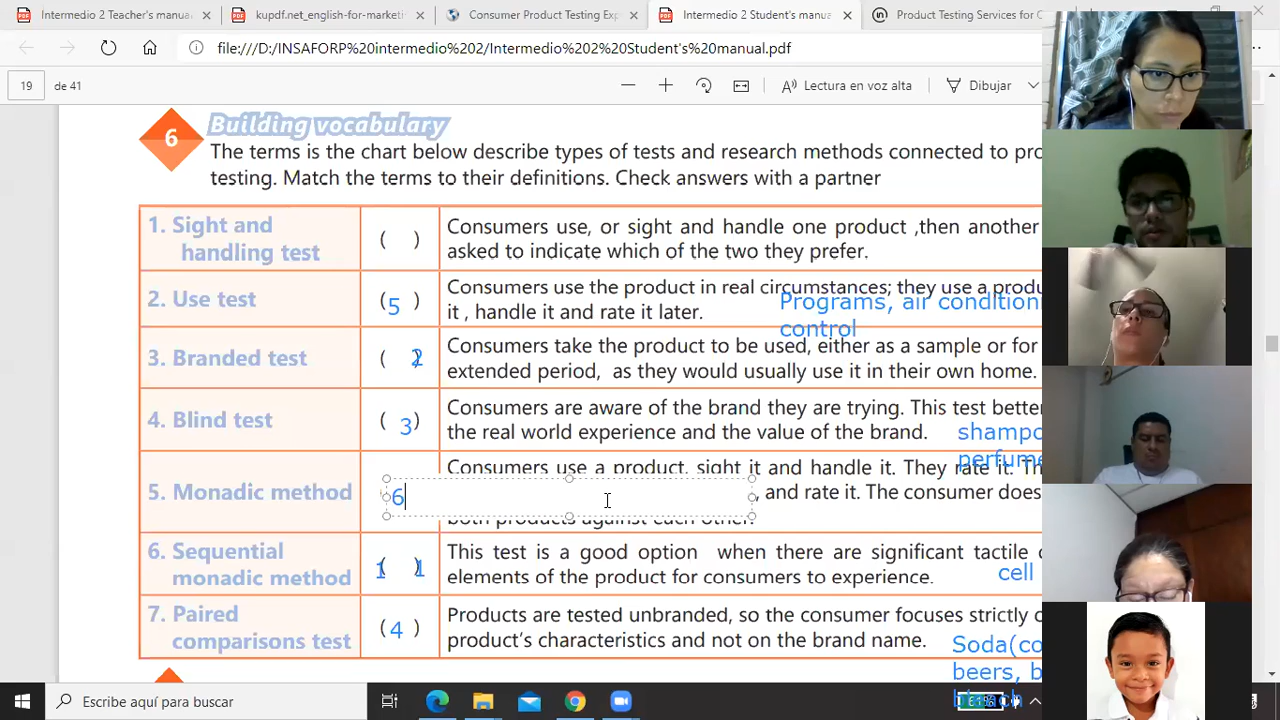 Intermedio 2 Teacher's manua
kupdf.net_english-for-market
Consumer Product Testing Exp
Intermedio 2 Student's manua
Product Testing Services for C
file:///D:/INSAFORP%20intermedio%202/Intermedio%202%20Student's%20manual.pdf
19 de 41
Lectura en voz alta
Dibujar
6
Building vocabulary
The terms is the chart below describe types of tests and research methods connected to pro
testing. Match the terms to their definitions. Check answers with a partner
1. Sight and
handling test
( )
Consumers use, or sight and handle one product ,then another
asked to indicate which of the two they prefer.
2. Use test
( 5 )
Consumers use the product in real circumstances; they use a produ
it , handle it and rate it later.
Programs, air condition
control
3. Branded test
( 2)
Consumers take the product to be used, either as a sample or for
extended period, as they would usually use it in their own home.
4. Blind test
( 3)
Consumers are aware of the brand they are trying. This test better
the real world experience and the value of the brand.
shampo
perfume
5. Monadic method
6
Consumers use a product, sight it and handle it. They rate it. The
, and rate it. The consumer does
both products against each other.
6. Sequential
monadic method
1( )1
This test is a good option when there are significant tactile
elements of the product for consumers to experience.
cell
7. Paired
comparisons test
( 4 )
Products are tested unbranded, so the consumer focuses strictly o
product's characteristics and not on the brand name.
Soda(co
beers, b
bleach
Escribe aquí para buscar